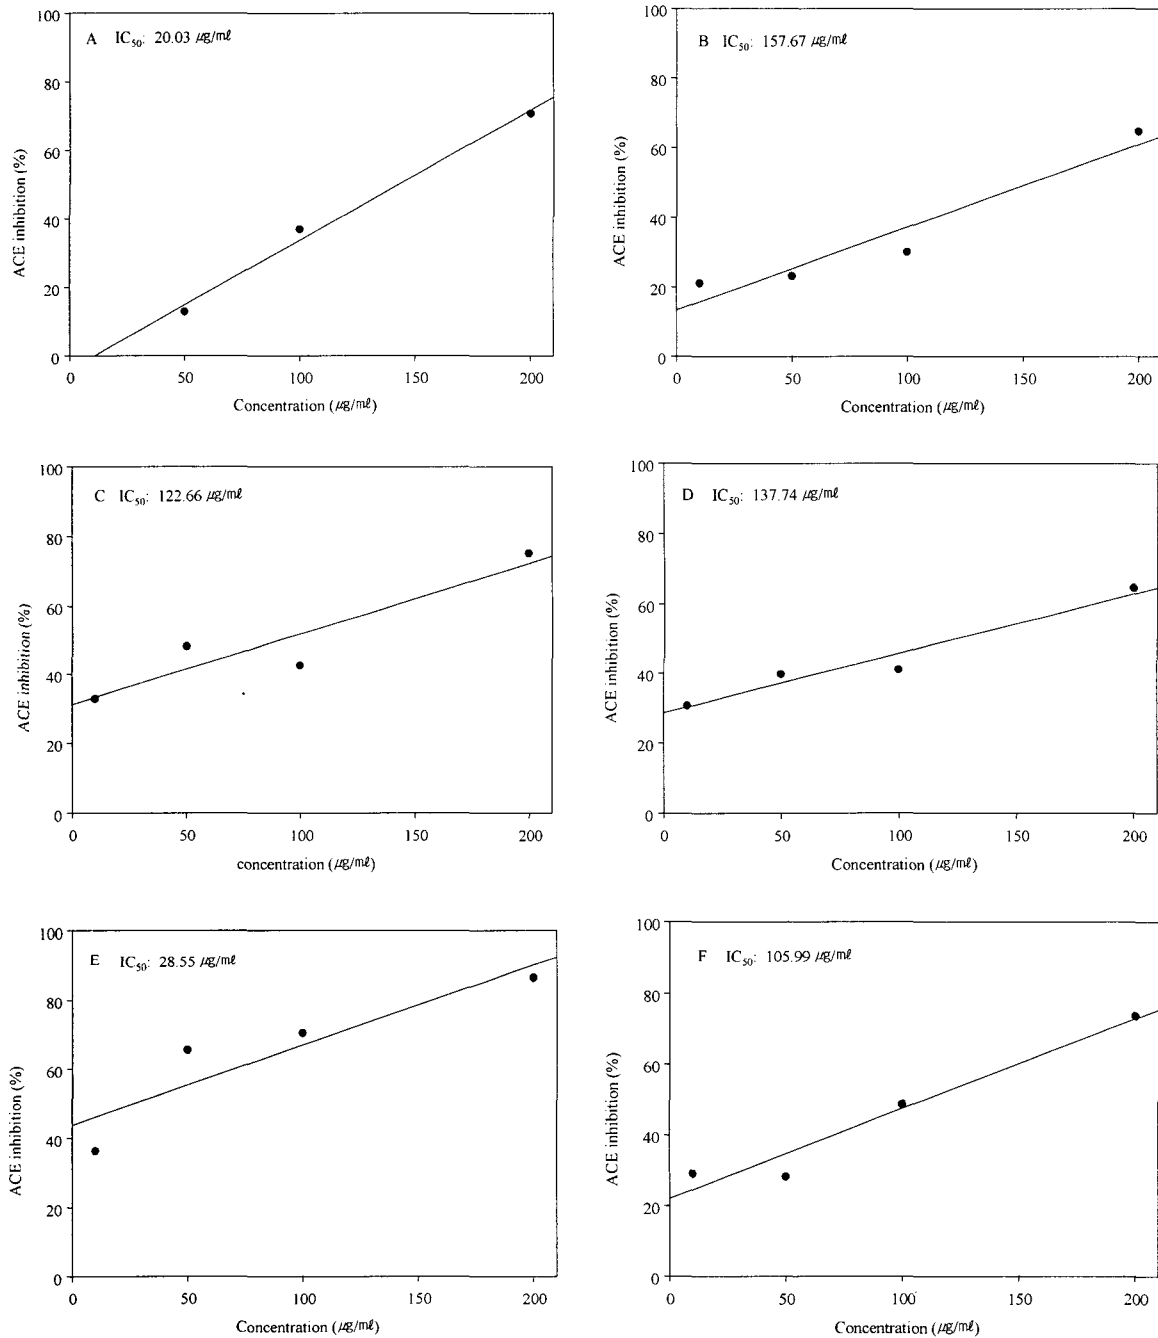 A IC50: 20.03 μg/mℓ
100
80
60
40
20
0
ACE inhibition (%)
0 50 100 150 200
Concentration (μg/mℓ)
B IC50: 157.67 μg/mℓ
100
80
60
40
20
0
ACE inhibition (%)
0 50 100 150 200
Concentration (μg/mℓ)
C IC50: 122.66 μg/mℓ
100
80
60
40
20
0
ACE inhibition (%)
0 50 100 150 200
concentration (μg/mℓ)
D IC50: 137.74 μg/mℓ
100
80
60
40
20
0
ACE inhibition (%)
0 50 100 150 200
Concentration (μg/mℓ)
E IC50: 28.55 μg/mℓ
100
80
60
40
20
0
ACE inhibition (%)
0 50 100 150 200
Concentration (μg/mℓ)
F IC50: 105.99 μg/mℓ
100
80
60
40
20
0
ACE inhibition (%)
0 50 100 150 200
Concentration (μg/mℓ)